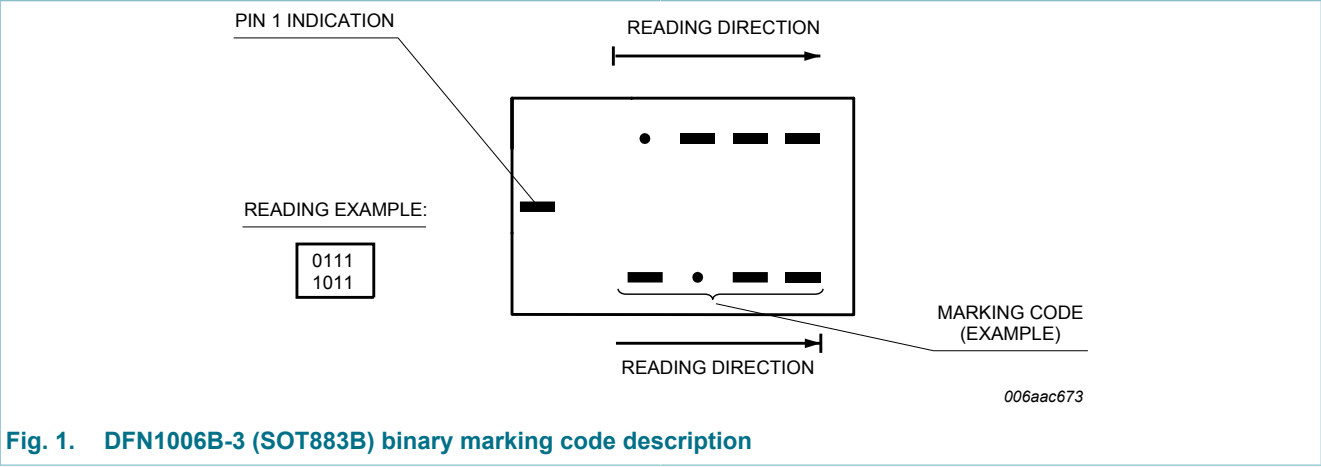 PIN 1 INDICATION
READING DIRECTION
READING EXAMPLE:
0111
1011
MARKING CODE
(EXAMPLE)
READING DIRECTION
006aac673
Fig. 1. DFN1006B-3 (SOT883B) binary marking code description